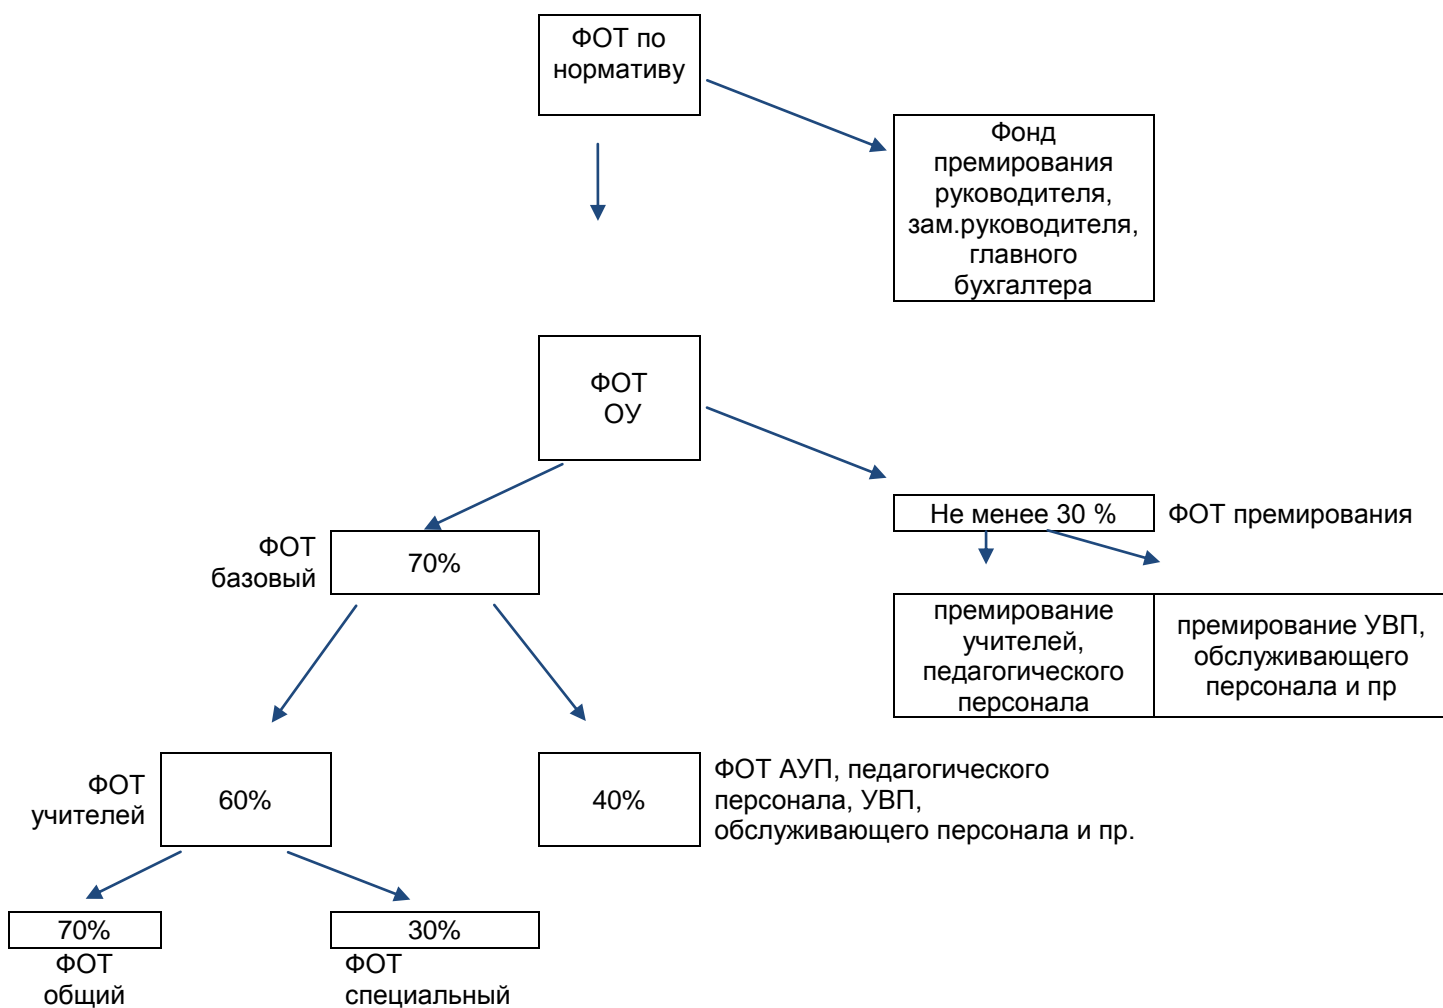 ФОТ по
нормативу
Фонд
премирования
руководителя,
зам.руководителя,
главного
бухгалтера
ФОТ
ОУ
Не менее 30 %
ФОТ премирования
ФОТ
базовый
70%
премирование
учителей,
педагогического
персонала
премирование УВП,
обслуживающего
персонала и пр
ФОТ
учителей
60%
40%
ФОТ АУП, педагогического
персонала, УВП,
обслуживающего персонала и пр.
70%
ФОТ
общий
30%
ФОТ
специальный